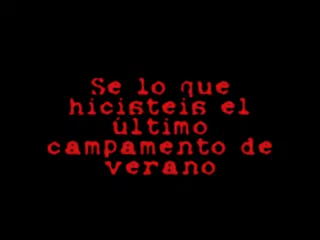 Se lo que
hicisteis el
último
campamento de
verano